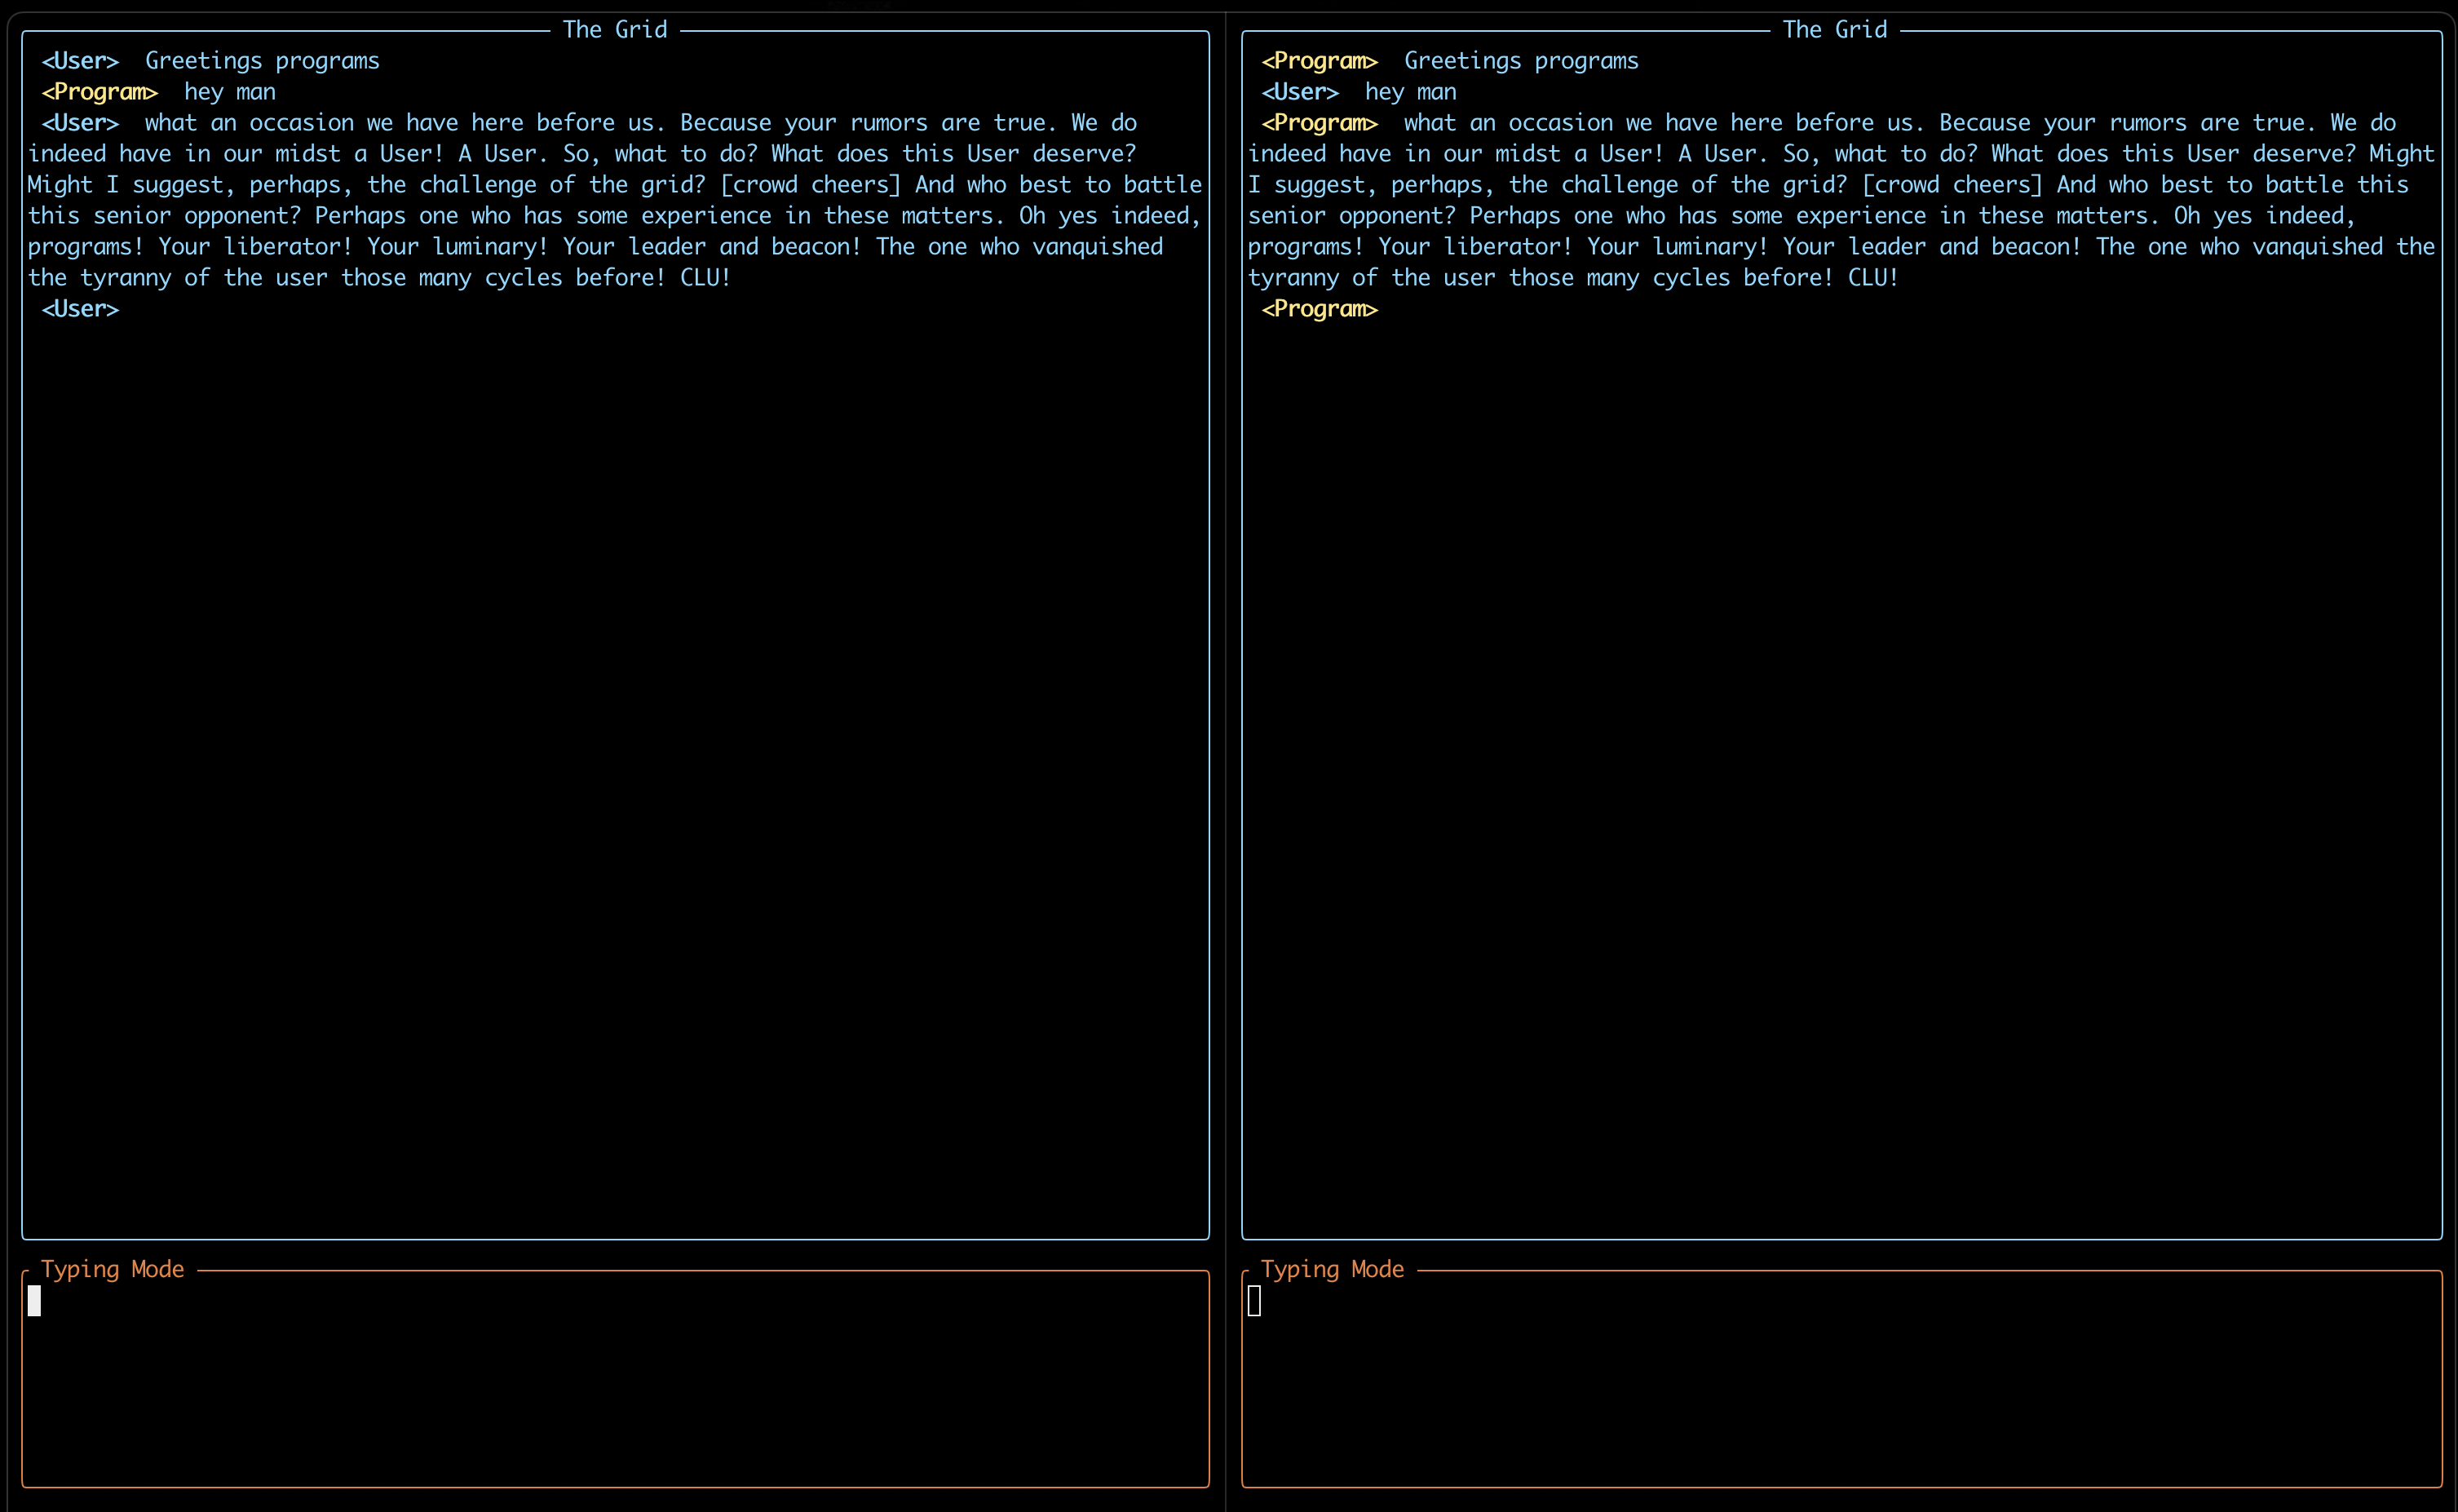 The Grid
<User> Greetings programs
<Program> hey man
<User> what an occasion we have here before us. Because your rumors are true. We do
indeed have in our midst a User! A User. So, what to do? What does this User deserve?
Might I suggest, perhaps, the challenge of the grid? [crowd cheers] And who best to battle
this senior opponent? Perhaps one who has some experience in these matters. Oh yes indeed,
programs! Your liberator! Your luminary! Your leader and beacon! The one who vanquished
the tyranny of the user those many cycles before! CLU!
<User>
Typing Mode
The Grid
<Program> Greetings programs
<User> hey man
<Program> what an occasion we have here before us. Because your rumors are true. We do
indeed have in our midst a User! A User. So, what to do? What does this User deserve? Might
I suggest, perhaps, the challenge of the grid? [crowd cheers] And who best to battle this
senior opponent? Perhaps one who has some experience in these matters. Oh yes indeed,
programs! Your liberator! Your luminary! Your leader and beacon! The one who vanquished the
tyranny of the user those many cycles before! CLU!
<Program>
Typing Mode